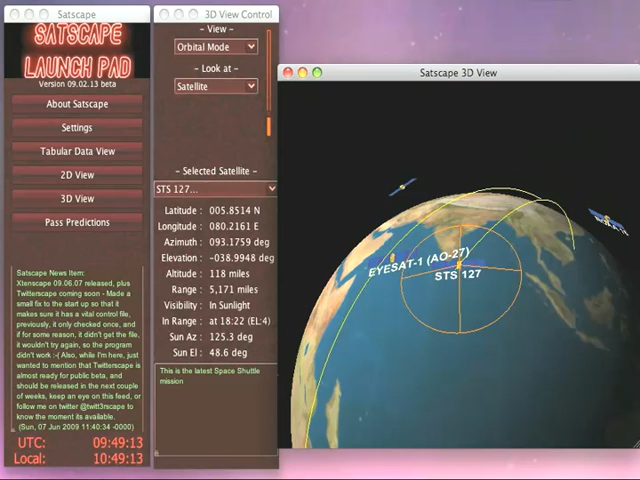 Satscape
SATSCAPE
LAUNCH PAD
Version 09.02.13 beta
About Satscape
Settings
Tabular Data View
2D View
3D View
Pass Predictions
Satscape News Item:
Xtenscape 09.06.07 released, plus
Twitterscape coming soon - Made a
small fix to the start up so that it
makes sure it has a vital control file,
previously, it only checked once, and
if for some reason, it didn't get the file,
it wouldn't try again, so the program
didn't work :-( Also, while I'm here, just
wanted to mention that Twitterscape is
almost ready for public beta, and
should be released in the next couple
of weeks, keep an eye on this feed, or
follow me on twitter @twitt3rscape to
know the moment its available.
(Sun, 07 Jun 2009 11:40:34 -0000)
UTC: 09:49:13
Local: 10:49:13
3D View Control
- View -
Orbital Mode
- Look at -
Satellite
- Selected Satellite -
STS 127...
Latitude : 005.8514 N
Longitude : 080.2161 E
Azimuth : 093.1759 deg
Elevation : -038.9948 deg
Altitude : 118 miles
Range : 5,171 miles
Visibility : In Sunlight
In Range : at 18:22 (EL:4)
Sun Az : 125.3 deg
Sun El : 48.6 deg
This is the latest Space Shuttle
mission
Satscape 3D View
EYESAT-1 (AO-27)
STS 127